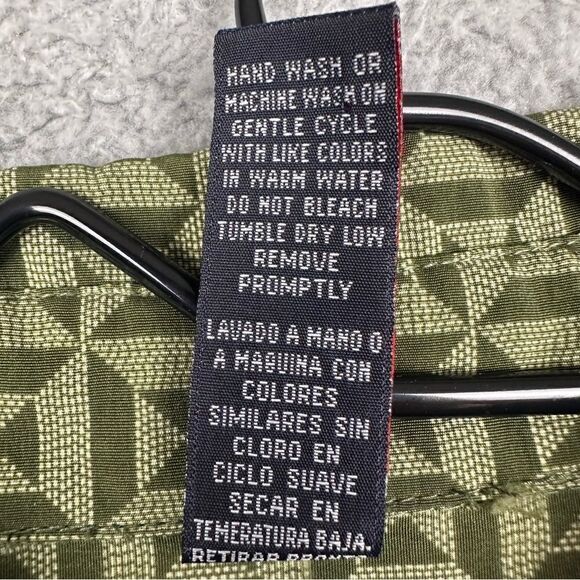 HAND WASH OR
MACHINE WASH ON
GENTLE CYCLE
WITH LIKE COLORS
IN WARM WATER
DO NOT BLEACH
TUMBLE DRY LOW
REMOVE
PROMPTLY
LAVADO A MANO O
A MAQUINA CON
COLORES
SIMILARES SIN
CLORO EN
CICLO SUAVE
SECAR EN
TEMERATURA BAJA.
RETIRAR